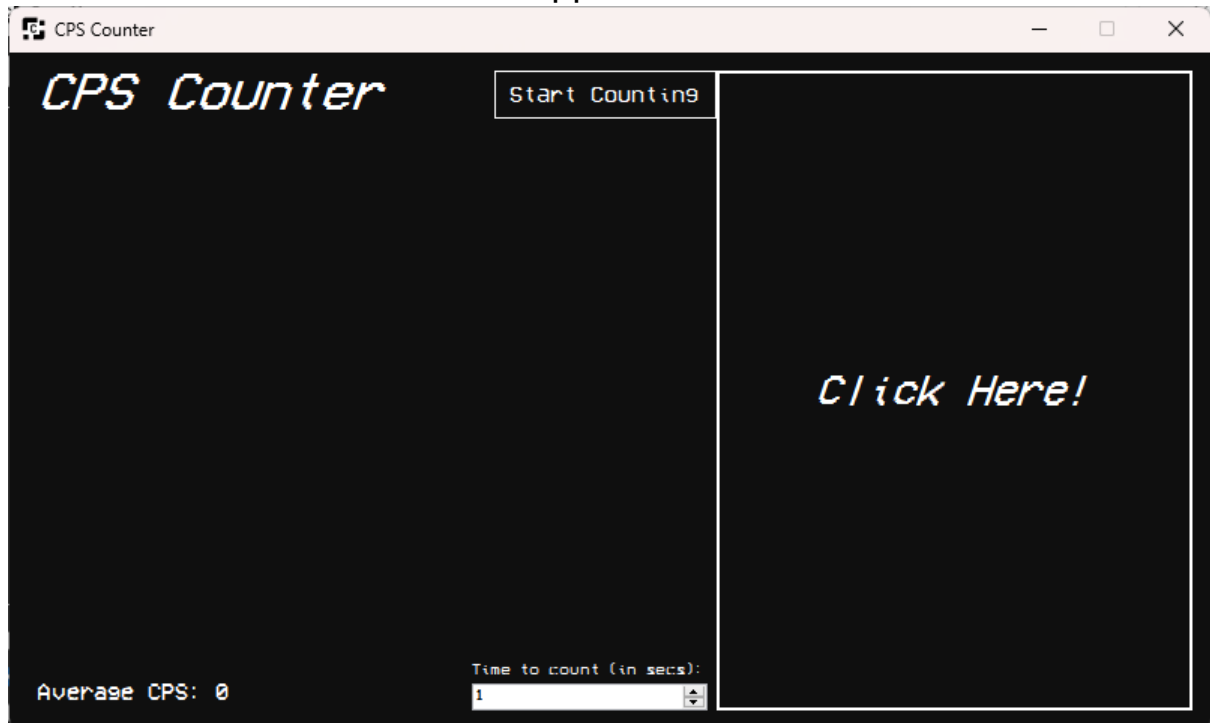 CPS Counter
CPS Counter
Start Counting
Click Here!
Time to count (in secs):
1
Average CPS: 0